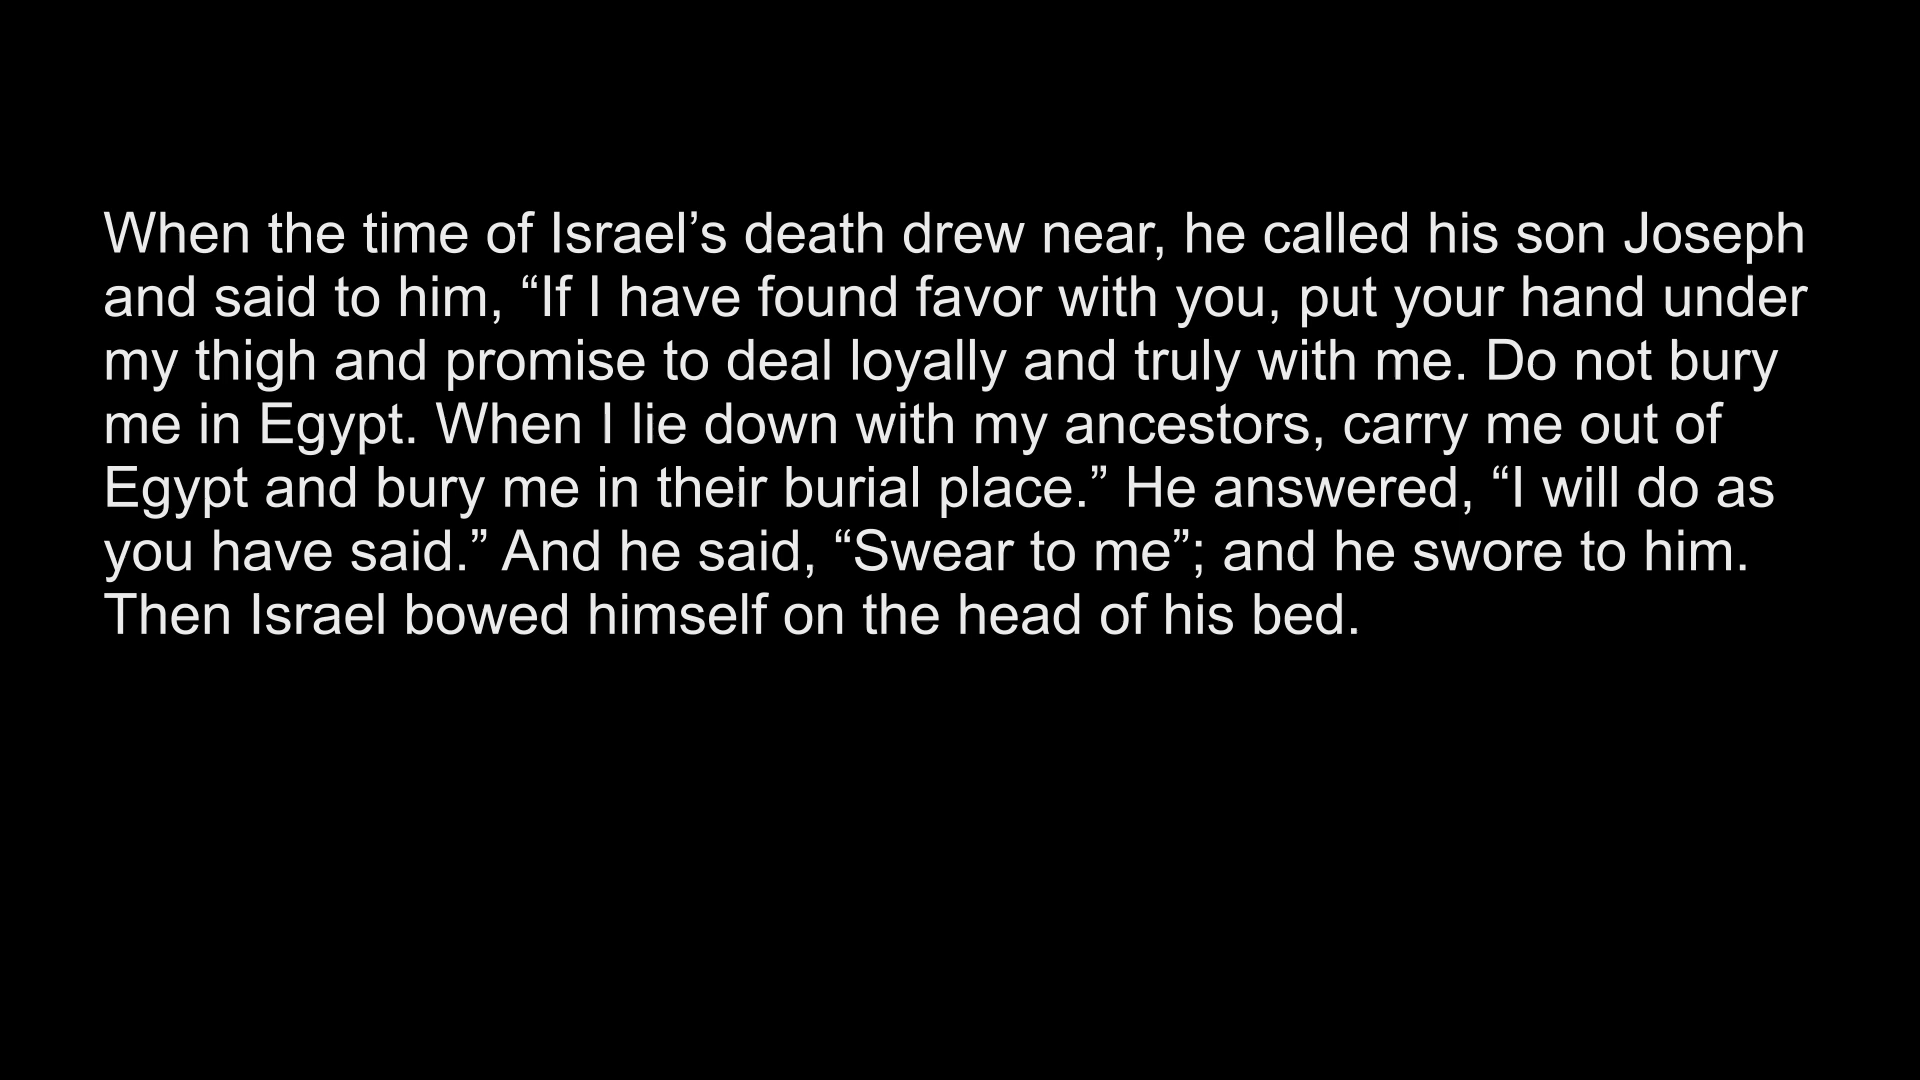 When the time of Israel’s death drew near, he called his son Joseph
and said to him, “If I have found favor with you, put your hand under
my thigh and promise to deal loyally and truly with me. Do not bury
me in Egypt. When I lie down with my ancestors, carry me out of
Egypt and bury me in their burial place.” He answered, “I will do as
you have said.” And he said, “Swear to me”; and he swore to him.
Then Israel bowed himself on the head of his bed.